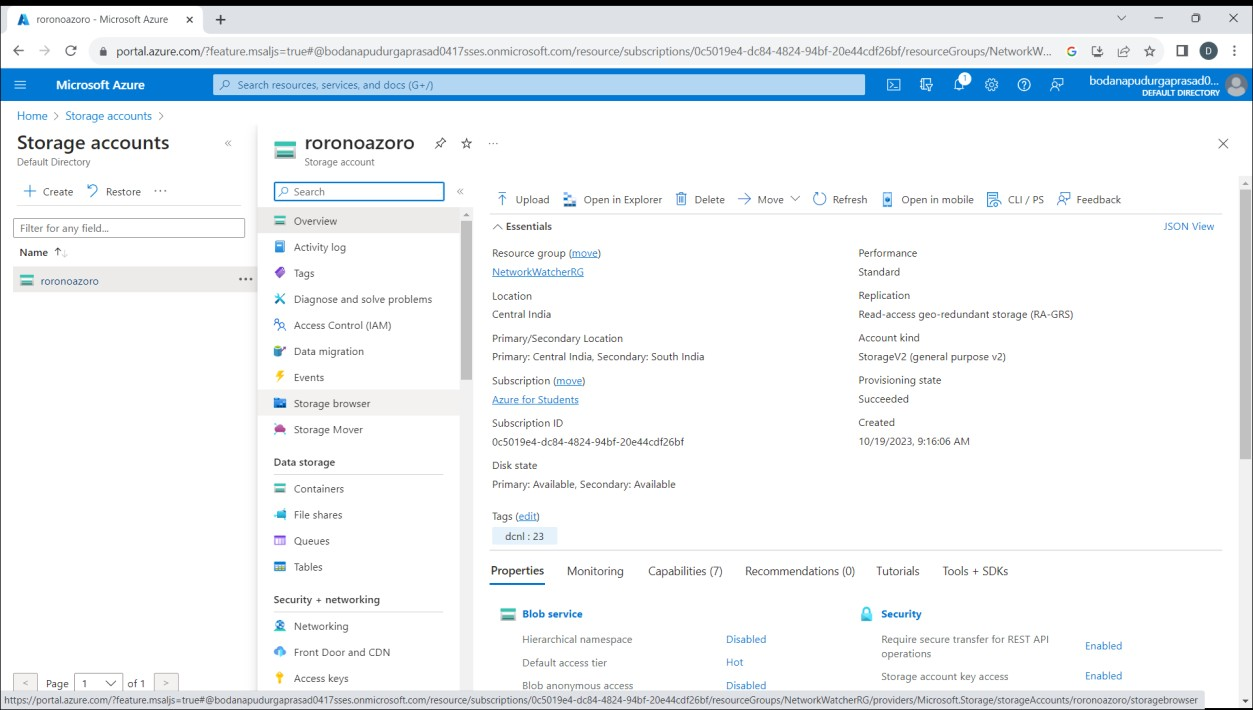 roronoazoro - Microsoft Azure
portal.azure.com/?feature.msaljs=true#@bodanapudurgaprasad0417sses.onmicrosoft.com/resource/subscriptions/0c5019e4-dc84-4824-94bf-20e44cdf26bf/resourceGroups/NetworkW...
D
Microsoft Azure
Search resources, services, and docs (G+/)
1
bodanapudurgaprasad0...
DEFAULT DIRECTORY
Home > Storage accounts >
Storage accounts
Default Directory
Create
Restore
Filter for any field...
Name
roronoazoro
Page 1 of 1
roronoazoro
Storage account
Search
Overview
Activity log
Tags
Diagnose and solve problems
Access Control (IAM)
Data migration
Events
Storage browser
Storage Mover
Data storage
Containers
File shares
Queues
Tables
Security + networking
Networking
Front Door and CDN
Access keys
Upload Open in Explorer Delete Move Refresh Open in mobile CLI / PS Feedback
Essentials
JSON View
Resource group (move)
NetworkWatcherRG
Location
Central India
Primary/Secondary Location
Primary: Central India, Secondary: South India
Subscription (move)
Azure for Students
Subscription ID
0c5019e4-dc84-4824-94bf-20e44cdf26bf
Disk state
Primary: Available, Secondary: Available
Tags (edit)
dcnl : 23
Performance
Standard
Replication
Read-access geo-redundant storage (RA-GRS)
Account kind
StorageV2 (general purpose v2)
Provisioning state
Succeeded
Created
10/19/2023, 9:16:06 AM
Properties Monitoring Capabilities (7) Recommendations (0) Tutorials Tools + SDKs
Blob service
Hierarchical namespace Disabled
Default access tier Hot
Blob anonymous access Disabled
Security
Require secure transfer for REST API
operations Enabled
Storage account key access Enabled
https://portal.azure.com/?feature.msaljs=true#@bodanapudurgaprasad0417sses.onmicrosoft.com/resource/subscriptions/0c5019e4-dc84-4824-94bf-20e44cdf26bf/resourceGroups/NetworkWatcherRG/providers/Microsoft.Storage/storageAccounts/roronoazoro/storagebrowser